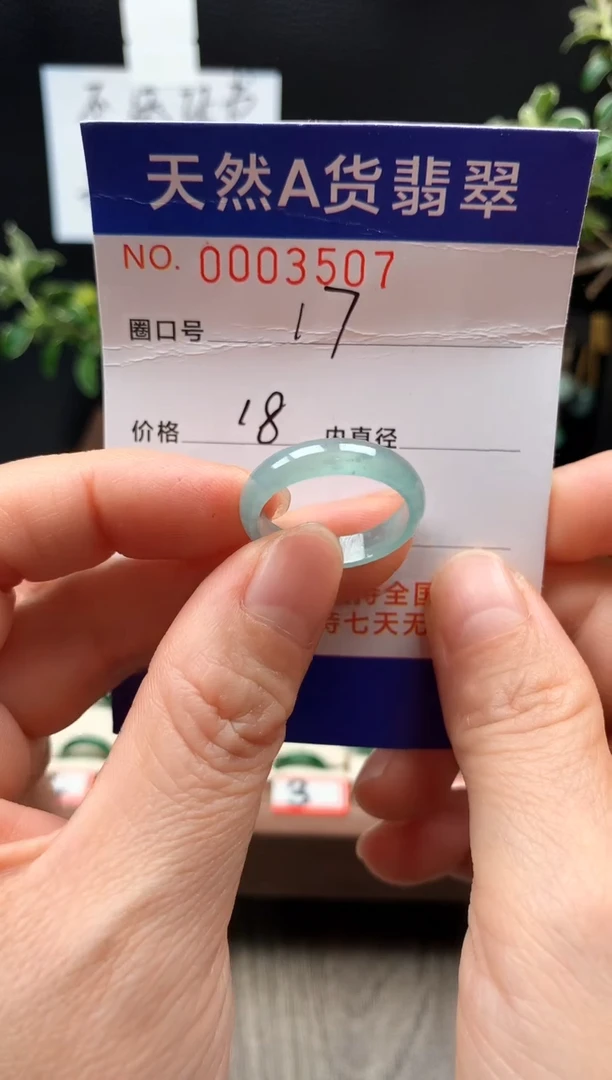 天然A货翡翠
NO. 0003507
圈口号 17
价格 18 内直径
持全国
持七天无
3